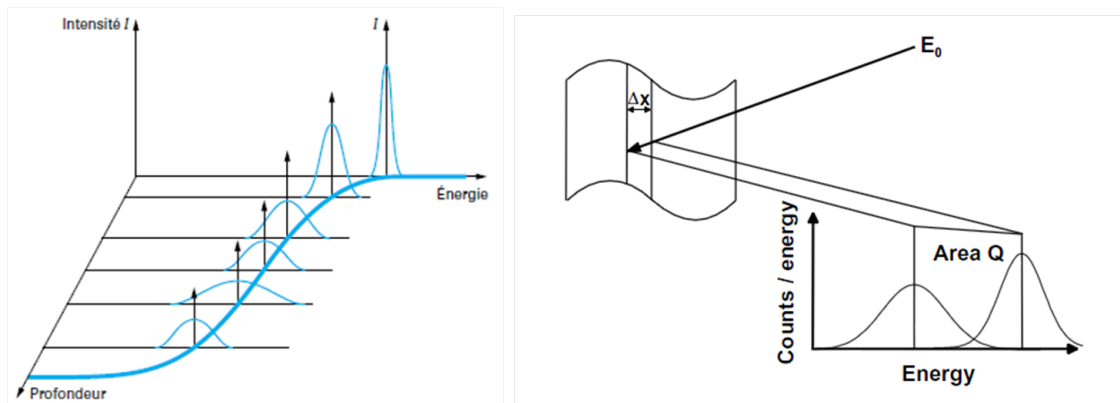 Intensité I
I
Énergie
Profondeur
E₀
Δx
Area Q
Counts / energy
Energy